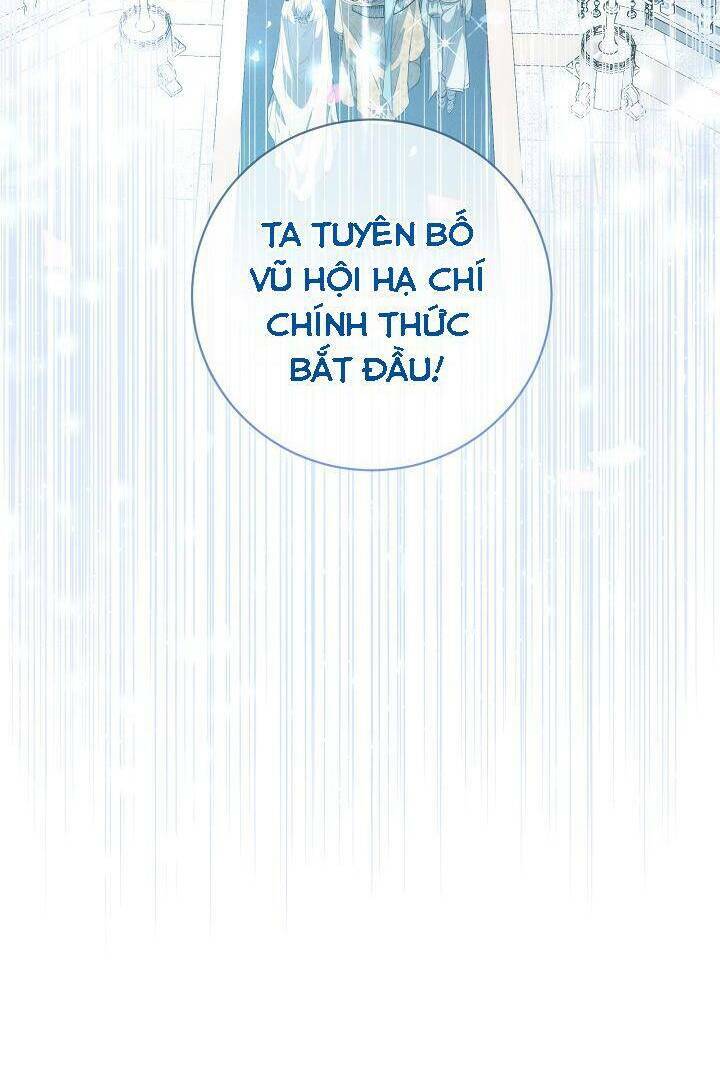 TA TUYÊN BỐ
VŨ HỘI HẠ CHÍ
CHÍNH THỨC
BẮT ĐẦU!